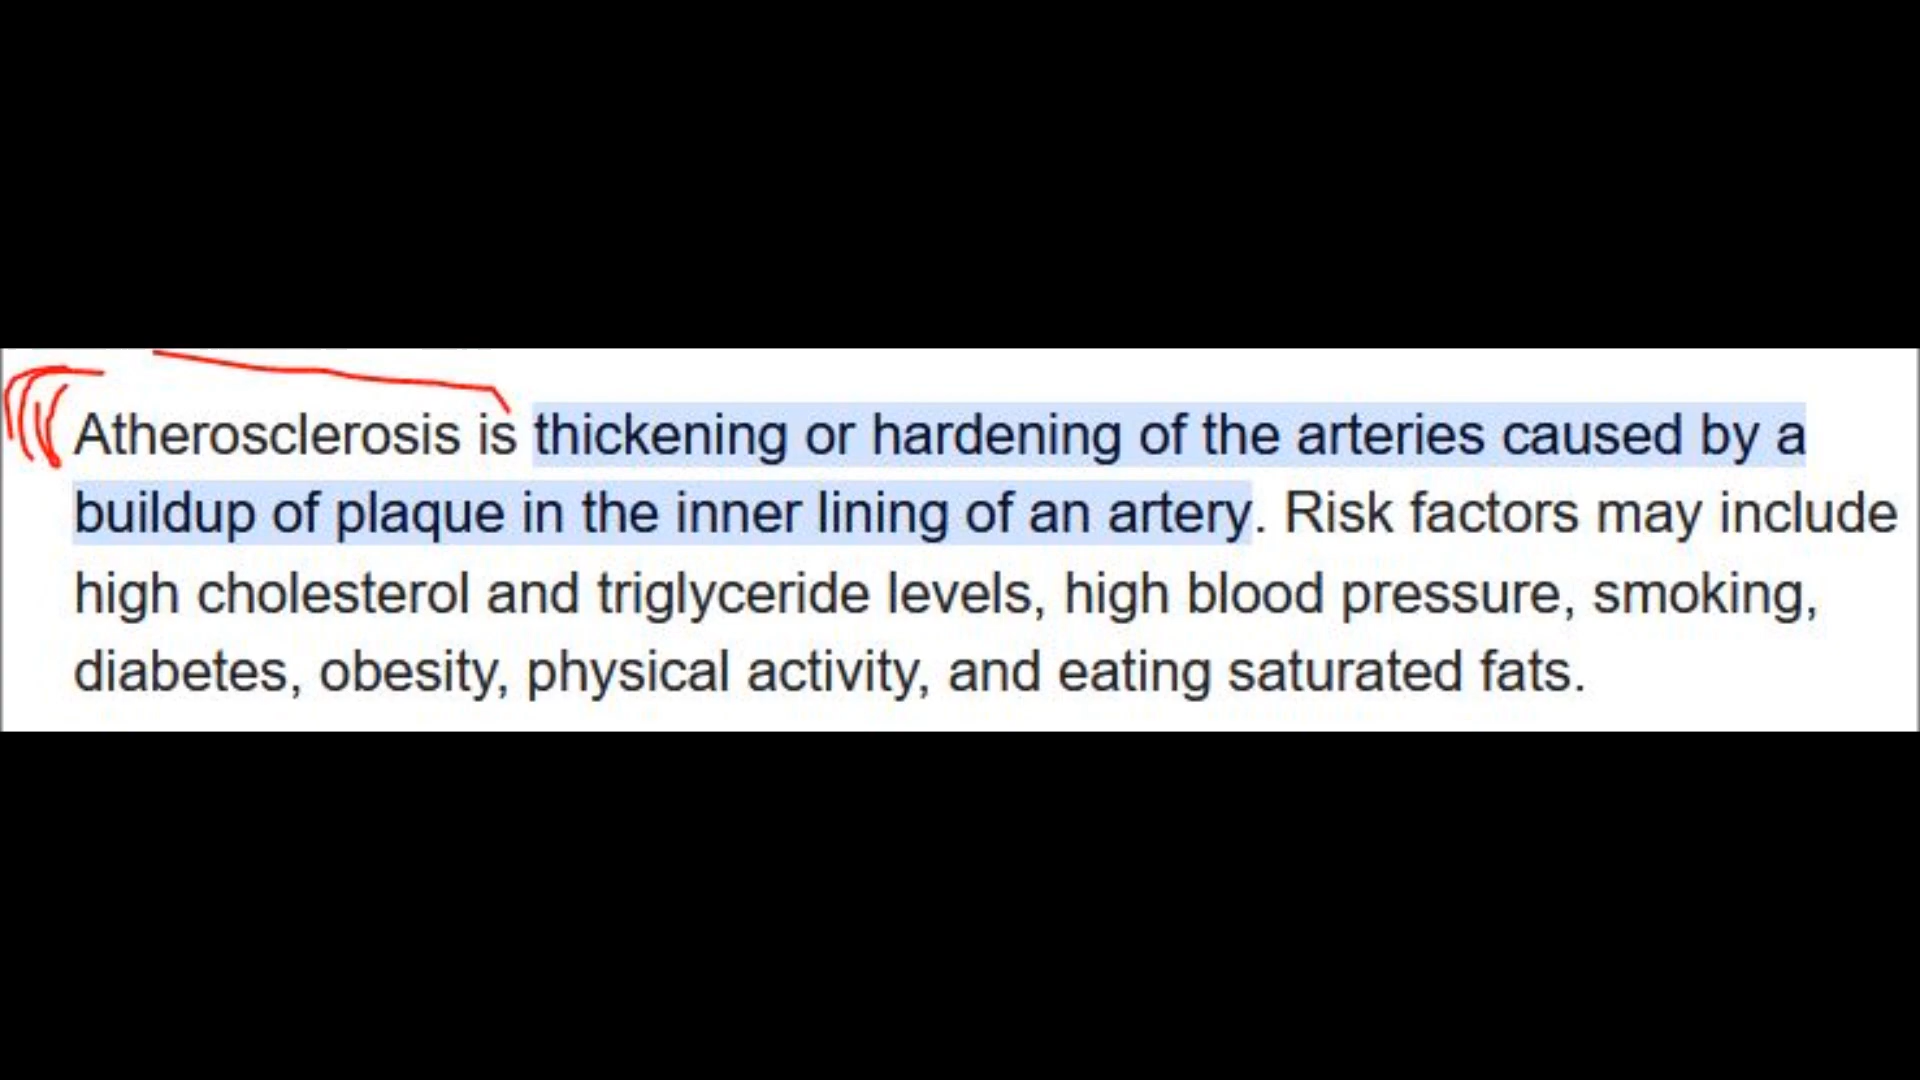 Atherosclerosis is thickening or hardening of the arteries caused by a
buildup of plaque in the inner lining of an artery. Risk factors may include
high cholesterol and triglyceride levels, high blood pressure, smoking,
diabetes, obesity, physical activity, and eating saturated fats.